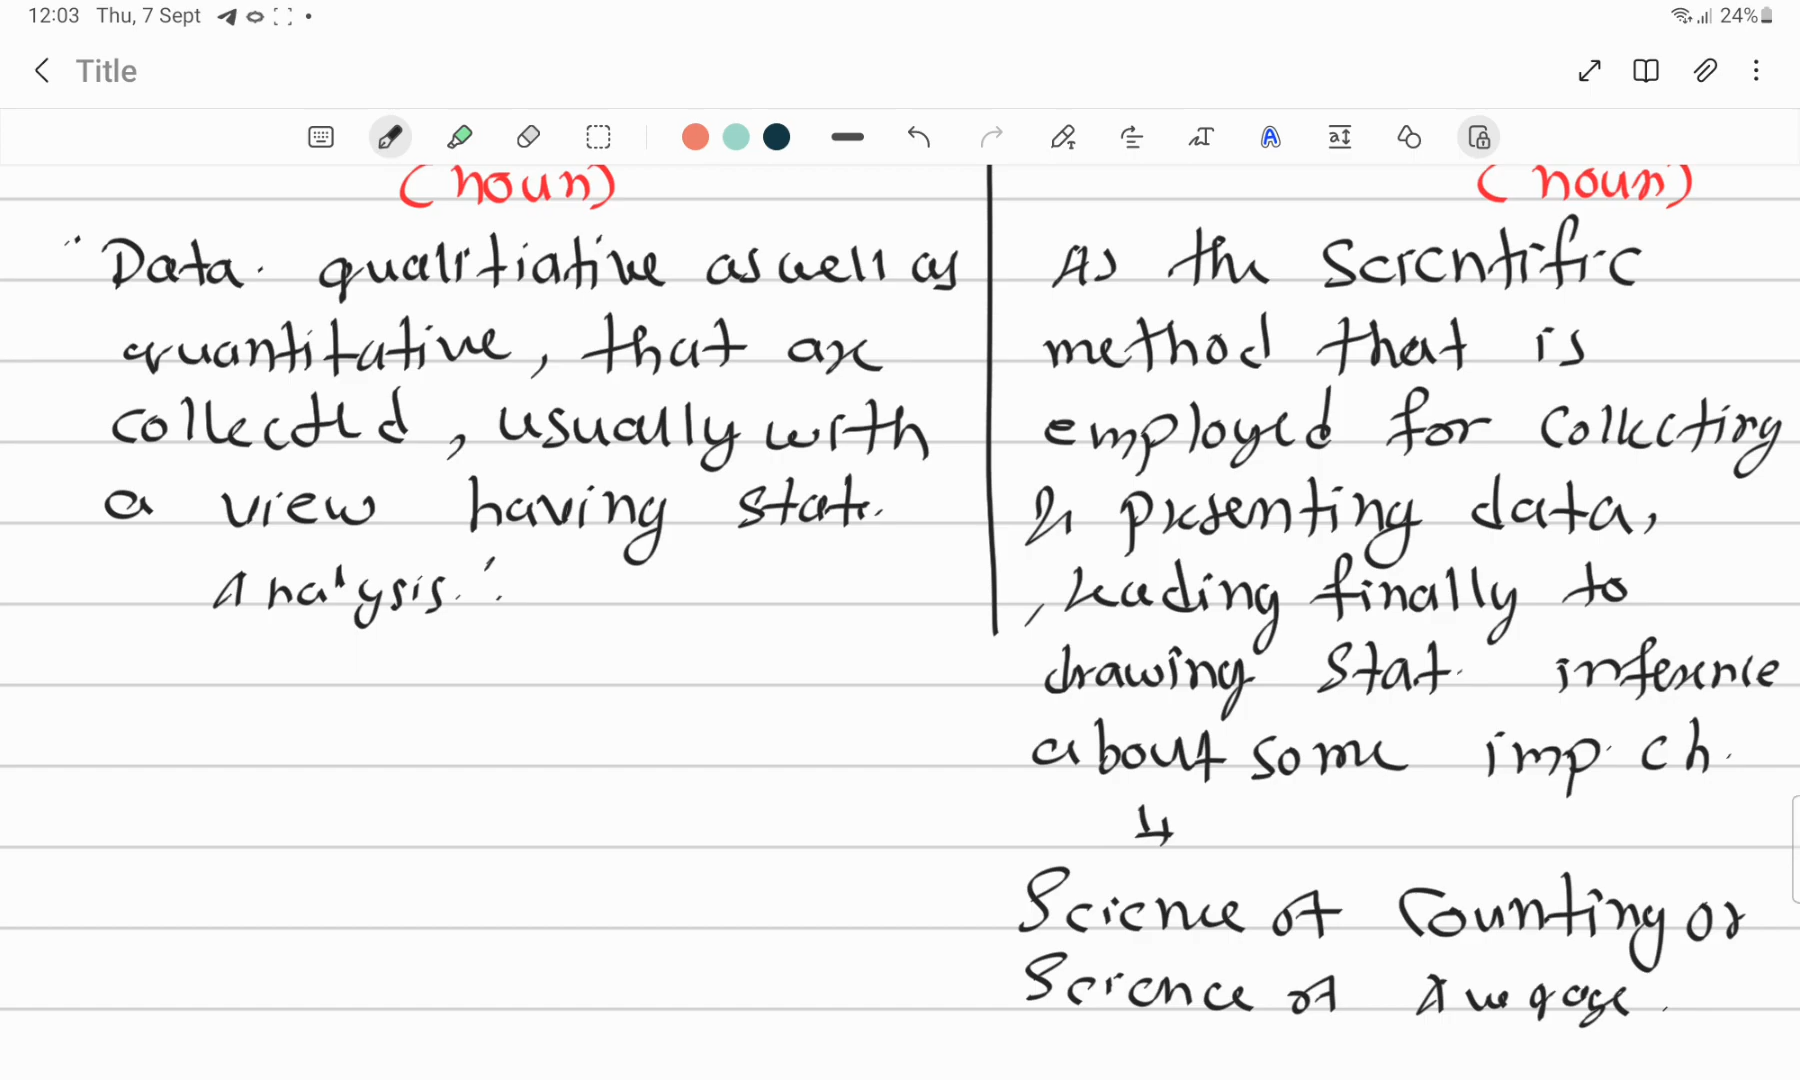 12:03 Thu, 7 Sept
24%
Title
(noun)
"Data. qualitiative as well as
quantitative, that are
collected, usually with
a view having stat.
Analysis."
(noun)
As the Scientific
method that is
employed for Collecting
& presenting data,
, leading finally to
drawing Stat. inference
about some imp. ch.
↳
Science of Counting or
Science of Average.